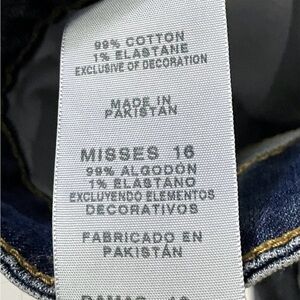 99% COTTON
1% ELASTANE
EXCLUSIVE OF DECORATION
MADE IN
PAKISTAN
MISSES 16
99% ALGODÓN
1% ELASTANO
EXCLUYENDO ELEMENTOS
DECORATIVOS
FABRICADO EN
PAKISTÁN